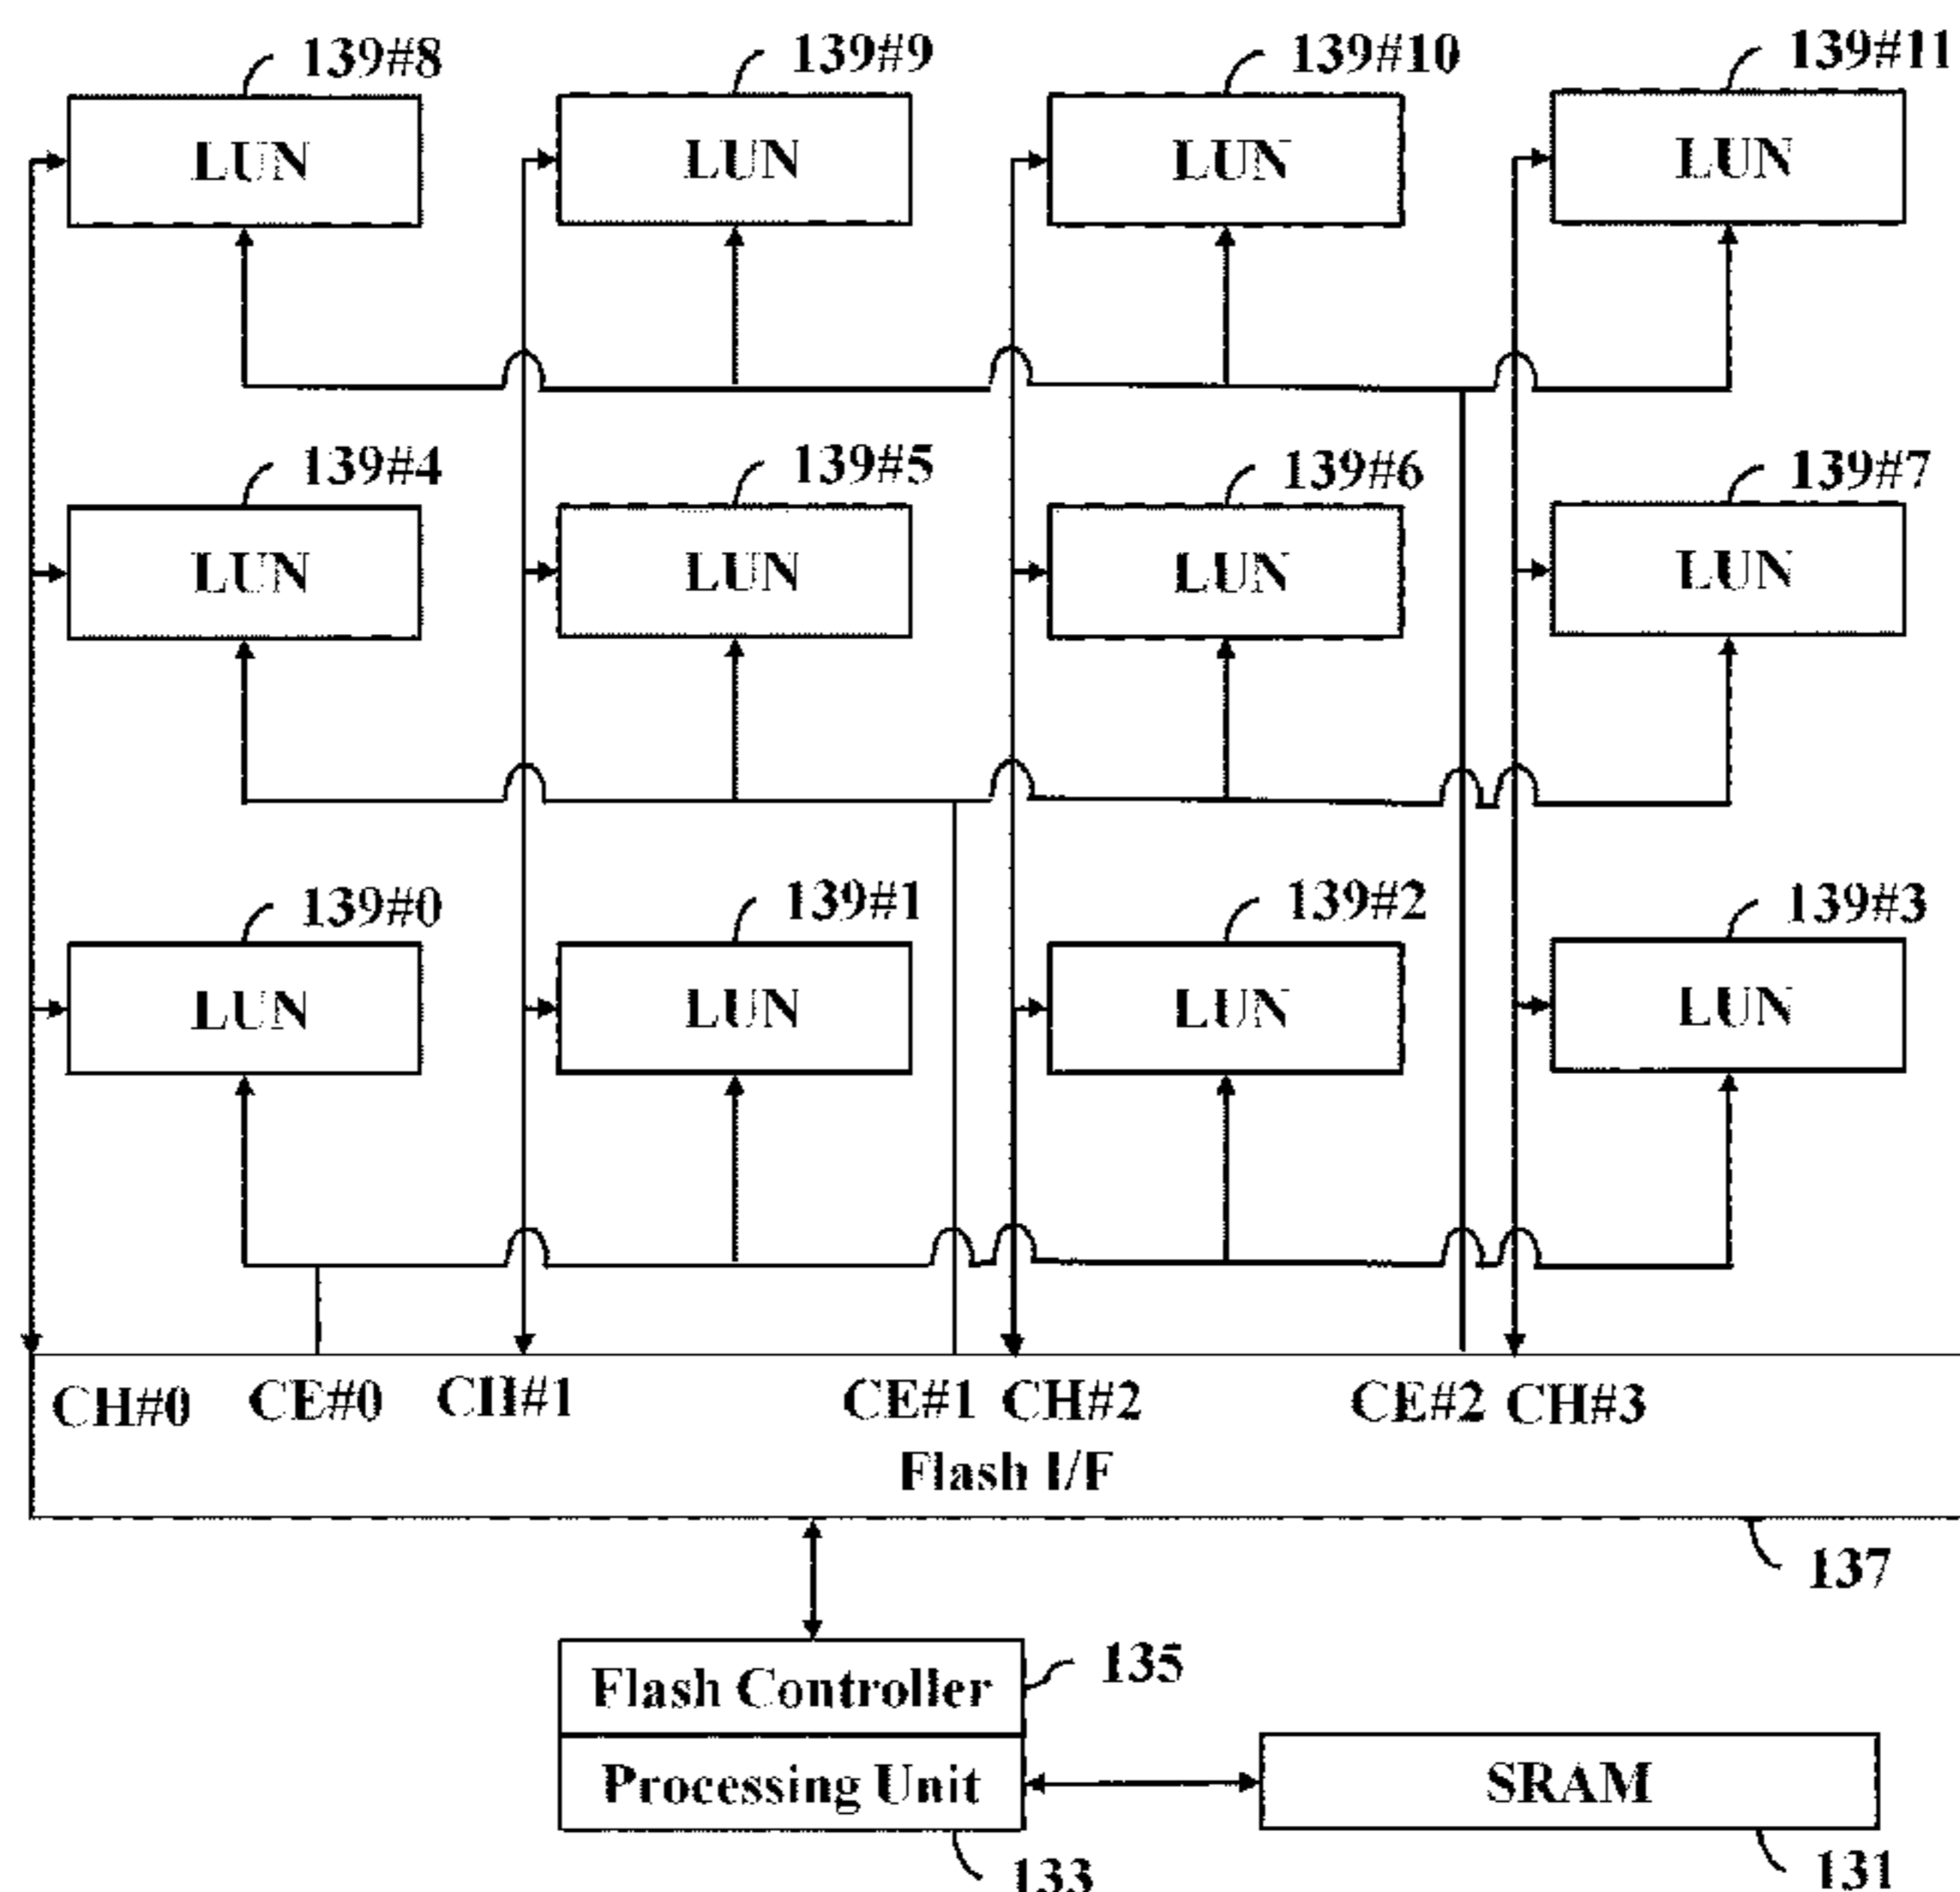 139#8 139#9 139#10 139#11
LUN LUN LUN LUN
139#4 139#5 139#6 139#7
LUN LUN LUN LUN
139#0 139#1 139#2 139#3
LUN LUN LUN LUN
CH#0 CE#0 CH#1 CE#1 CH#2 CE#2 CH#3
Flash I/F
137
Flash Controller 135
Processing Unit SRAM
133 131